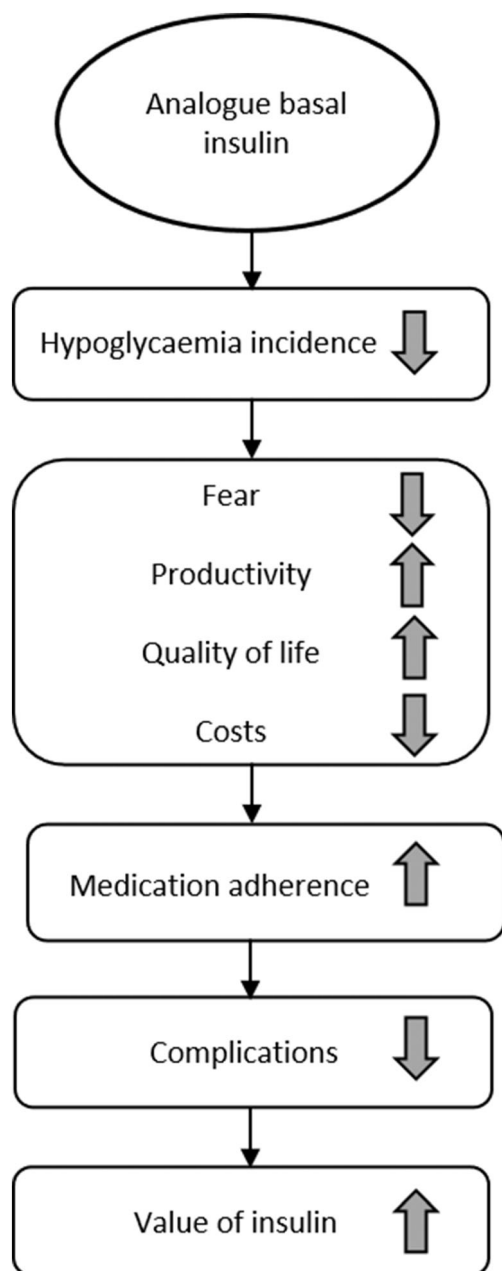 Analogue basal
insulin
Hypoglycaemia incidence
Fear
Productivity
Quality of life
Costs
Medication adherence
Complications
Value of insulin